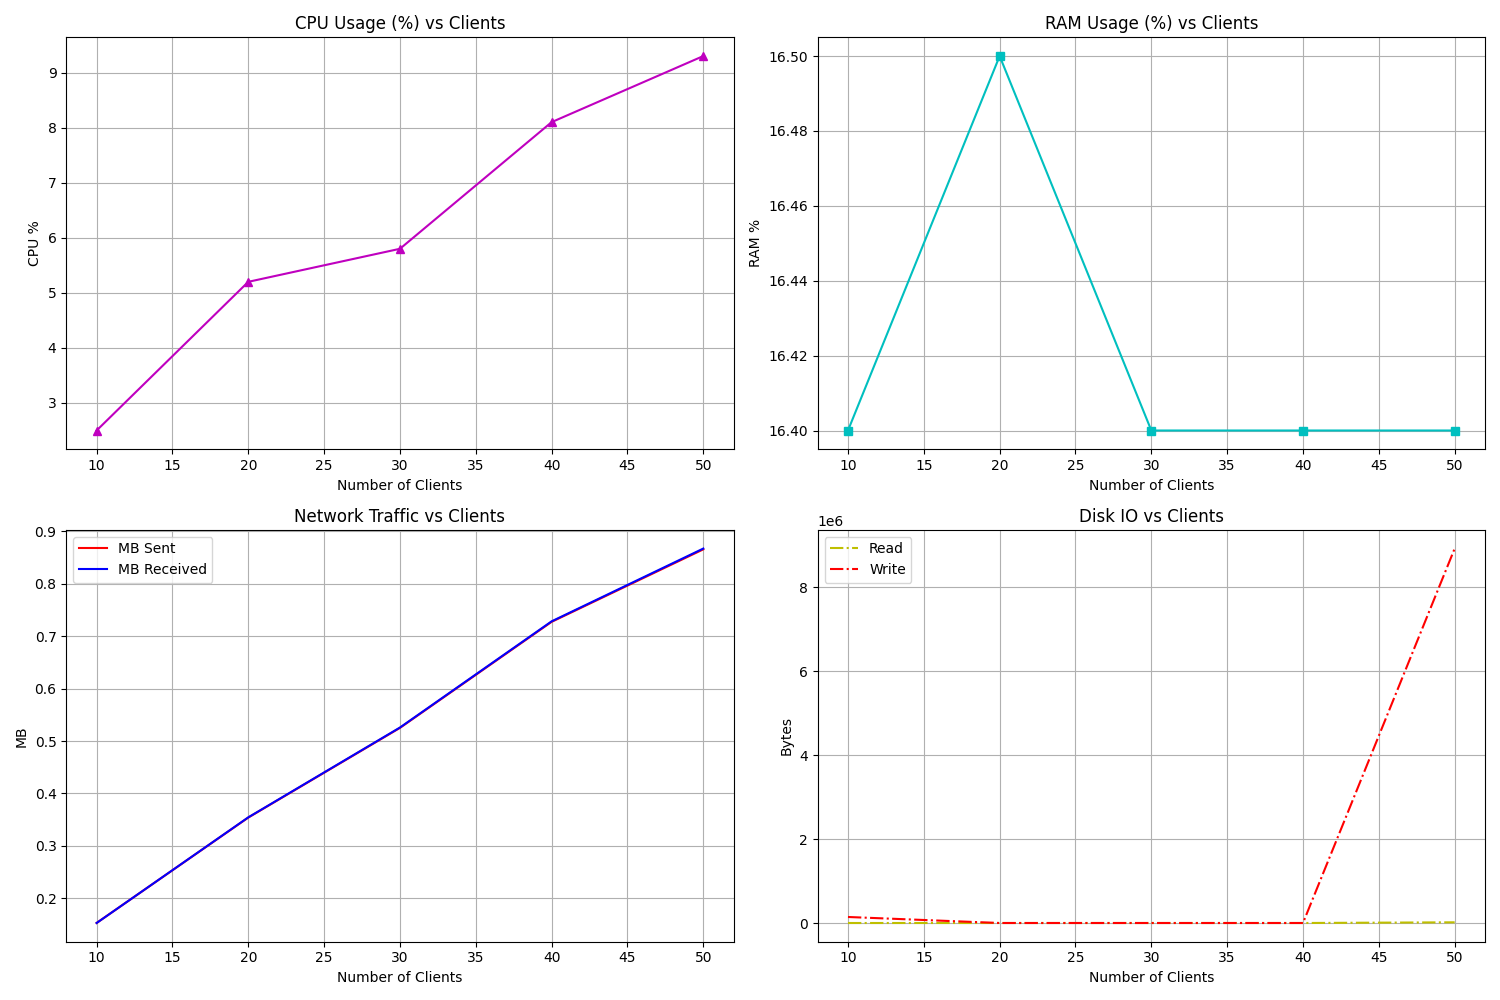 CPU Usage (%) vs Clients
CPU %
9
8
7
6
5
4
3
10 15 20 25 30 35 40 45 50
Number of Clients
RAM Usage (%) vs Clients
RAM %
16.50
16.48
16.46
16.44
16.42
16.40
10 15 20 25 30 35 40 45 50
Number of Clients
Network Traffic vs Clients
MB Sent
MB Received
MB
0.9
0.8
0.7
0.6
0.5
0.4
0.3
0.2
10 15 20 25 30 35 40 45 50
Number of Clients
Disk IO vs Clients
1e6
Read
Write
Bytes
8
6
4
2
0
10 15 20 25 30 35 40 45 50
Number of Clients